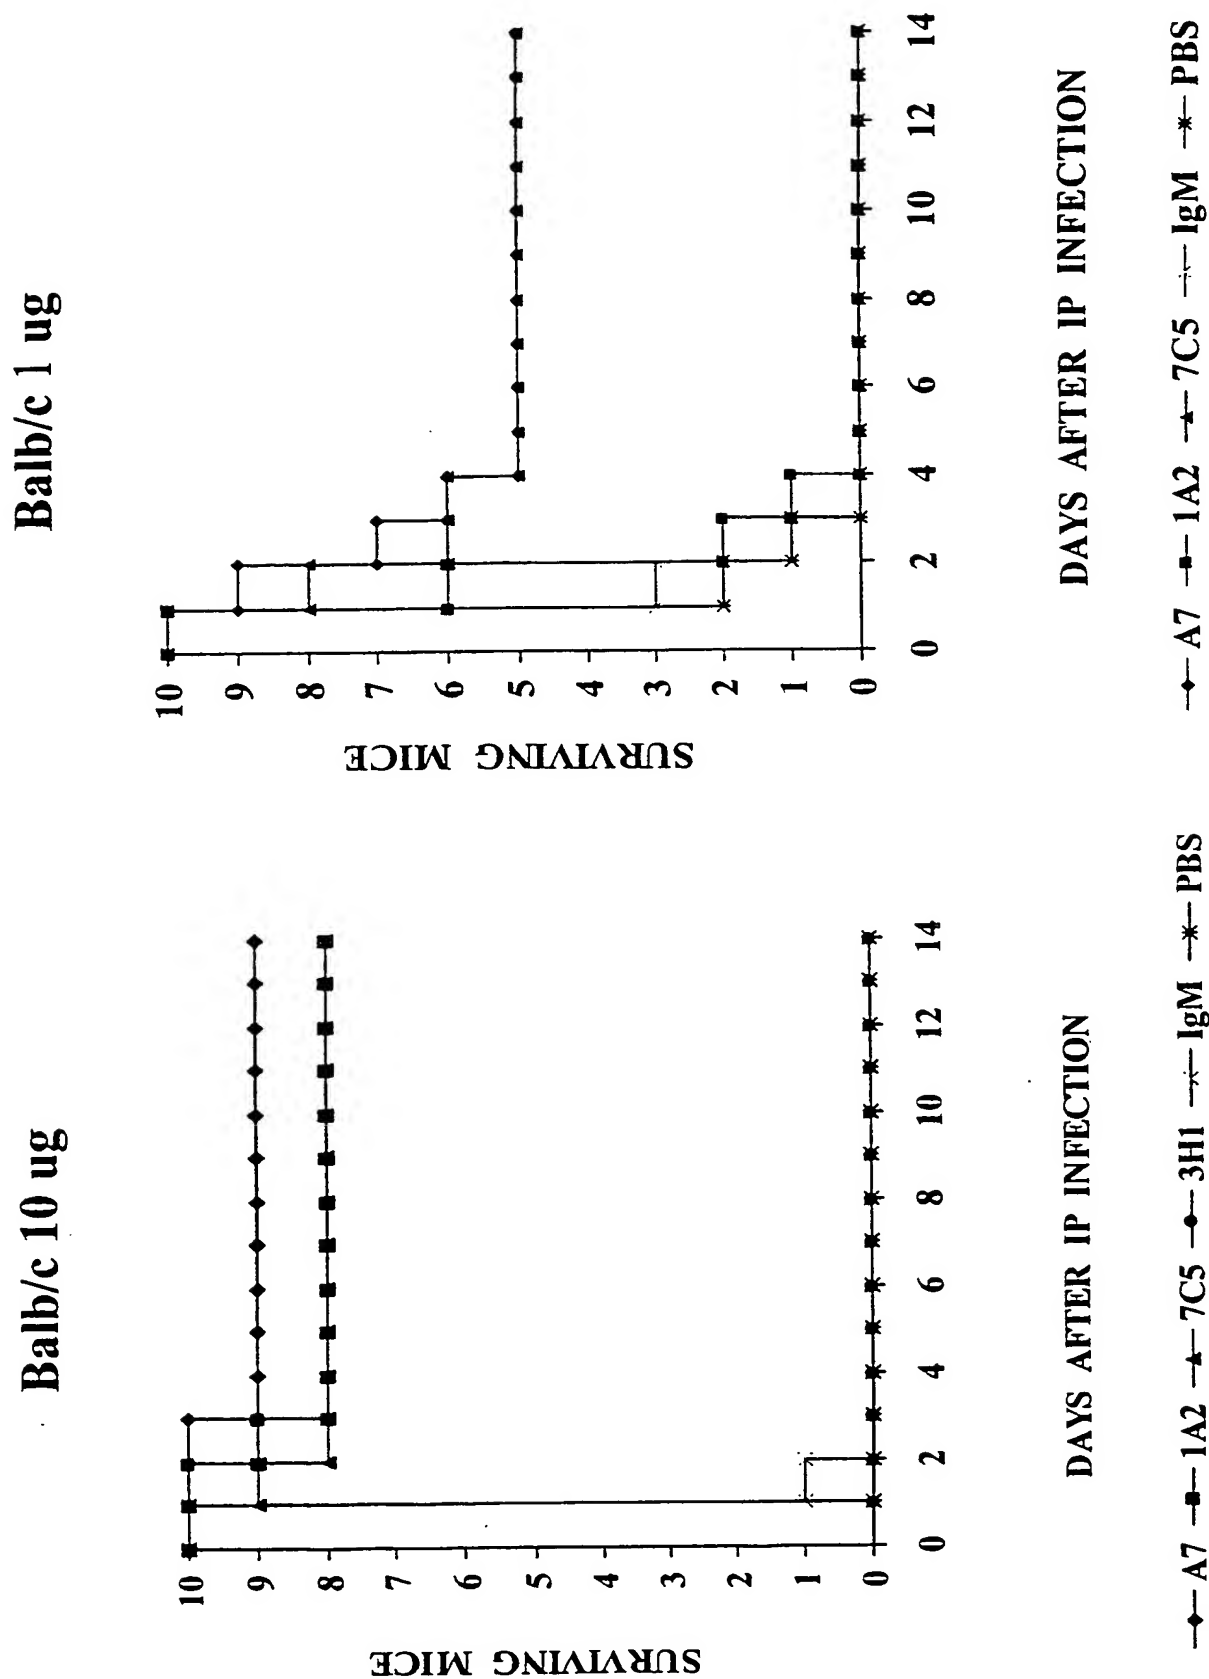 Balb/c 10 ug
SURVIVING MICE
10
9
8
7
6
5
4
3
2
1
0
0 2 4 6 8 10 12 14
DAYS AFTER IP INFECTION
A7 1A2 7C5 3H1 IgM PBS
Balb/c 1 ug
SURVIVING MICE
10
9
8
7
6
5
4
3
2
1
0
0 2 4 6 8 10 12 14
DAYS AFTER IP INFECTION
A7 1A2 7C5 IgM PBS